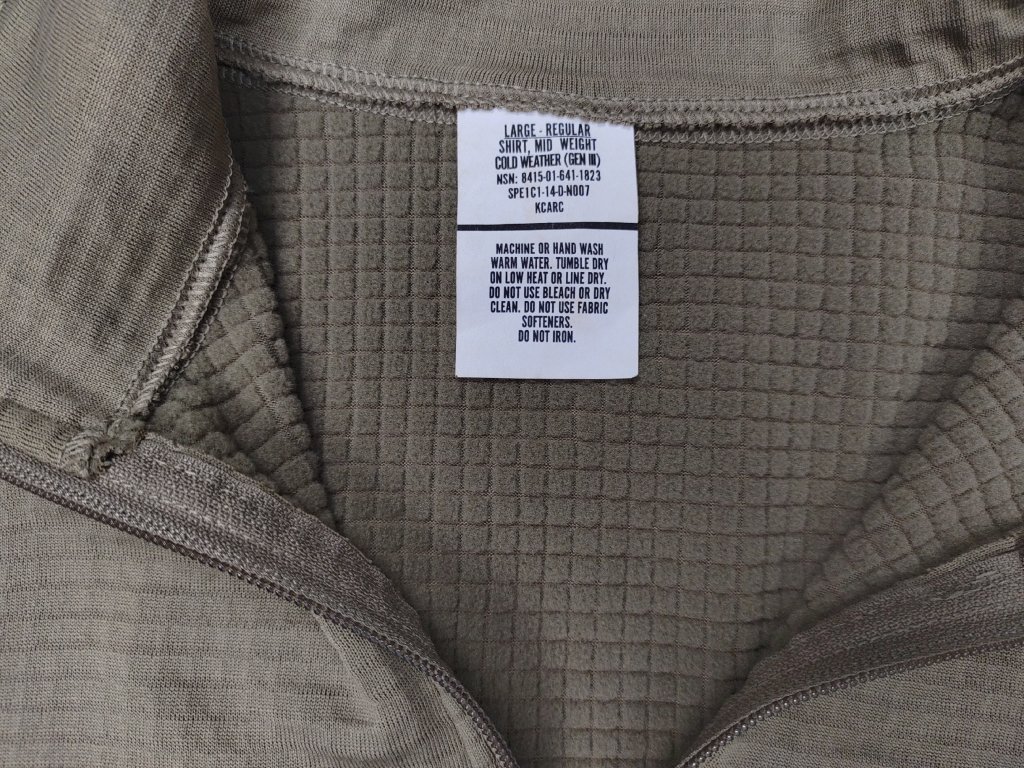 LARGE - REGULAR
SHIRT, MID WEIGHT
COLD WEATHER (GEN III)
NSN: 8415-01-641-1823
SPE1C1-14-D-N007
KCARC
MACHINE OR HAND WASH
WARM WATER. TUMBLE DRY
ON LOW HEAT OR LINE DRY.
DO NOT USE BLEACH OR DRY
CLEAN. DO NOT USE FABRIC
SOFTENERS.
DO NOT IRON.